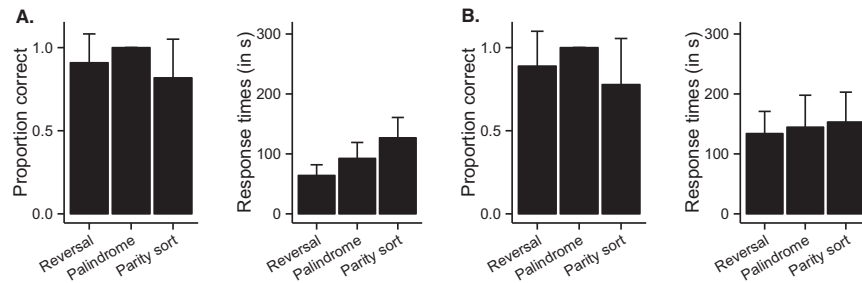 A.
Proportion correct
1.0
0.5
0.0
Reversal
Palindrome
Parity sort
Response times (in s)
300
200
100
0
Reversal
Palindrome
Parity sort
B.
Proportion correct
1.0
0.5
0.0
Reversal
Palindrome
Parity sort
Response times (in s)
300
200
100
0
Reversal
Palindrome
Parity sort